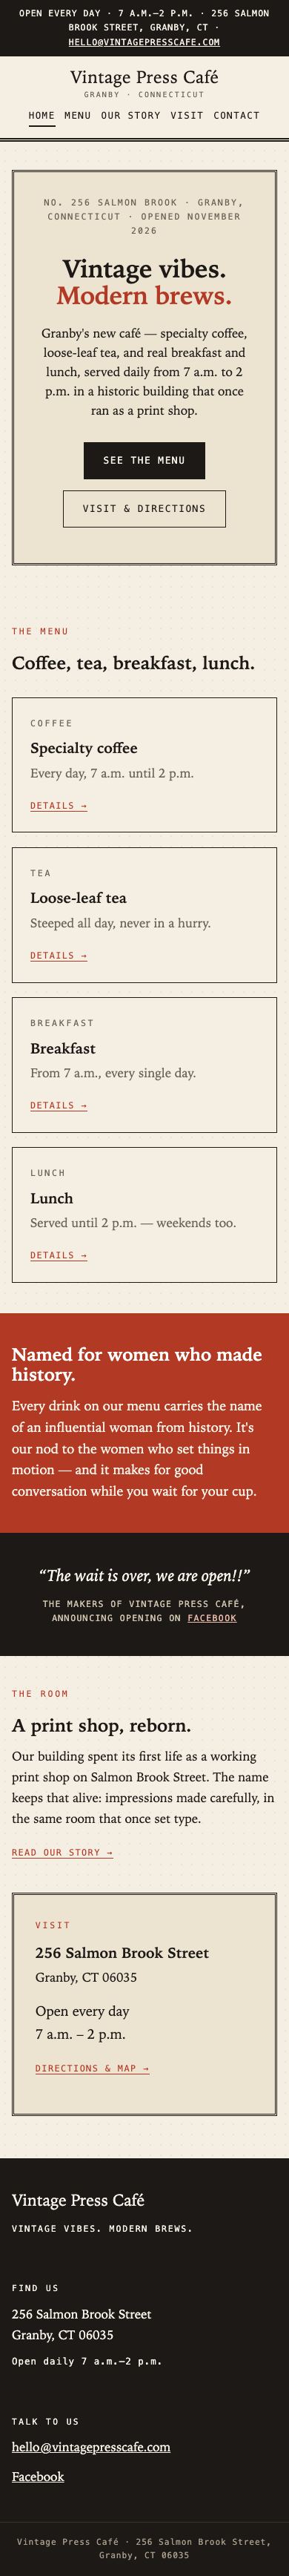 OPEN EVERY DAY · 7 A.M.–2 P.M. · 256 SALMON
BROOK STREET, GRANBY, CT ·
HELLO@VINTAGEPRESSCAFE.COM
Vintage Press Café
GRANBY · CONNECTICUT
HOME MENU OUR STORY VISIT CONTACT
NO. 256 SALMON BROOK · GRANBY,
CONNECTICUT · OPENED NOVEMBER
2026
Vintage vibes.
Modern brews.
Granby's new café — specialty coffee,
loose-leaf tea, and real breakfast and
lunch, served daily from 7 a.m. to 2
p.m. in a historic building that once
ran as a print shop.
SEE THE MENU
VISIT & DIRECTIONS
THE MENU
Coffee, tea, breakfast, lunch.
COFFEE
Specialty coffee
Every day, 7 a.m. until 2 p.m.
DETAILS →
TEA
Loose-leaf tea
Steeped all day, never in a hurry.
DETAILS →
BREAKFAST
Breakfast
From 7 a.m., every single day.
DETAILS →
LUNCH
Lunch
Served until 2 p.m. — weekends too.
DETAILS →
Named for women who made
history.
Every drink on our menu carries the name
of an influential woman from history. It's
our nod to the women who set things in
motion — and it makes for good
conversation while you wait for your cup.
“The wait is over, we are open!!”
THE MAKERS OF VINTAGE PRESS CAFÉ,
ANNOUNCING OPENING ON FACEBOOK
THE ROOM
A print shop, reborn.
Our building spent its first life as a working
print shop on Salmon Brook Street. The name
keeps that alive: impressions made carefully, in
the same room that once set type.
READ OUR STORY →
VISIT
256 Salmon Brook Street
Granby, CT 06035
Open every day
7 a.m. – 2 p.m.
DIRECTIONS & MAP →
Vintage Press Café
VINTAGE VIBES. MODERN BREWS.
FIND US
256 Salmon Brook Street
Granby, CT 06035
Open daily 7 a.m.–2 p.m.
TALK TO US
hello@vintagepresscafe.com
Facebook
Vintage Press Café · 256 Salmon Brook Street,
Granby, CT 06035